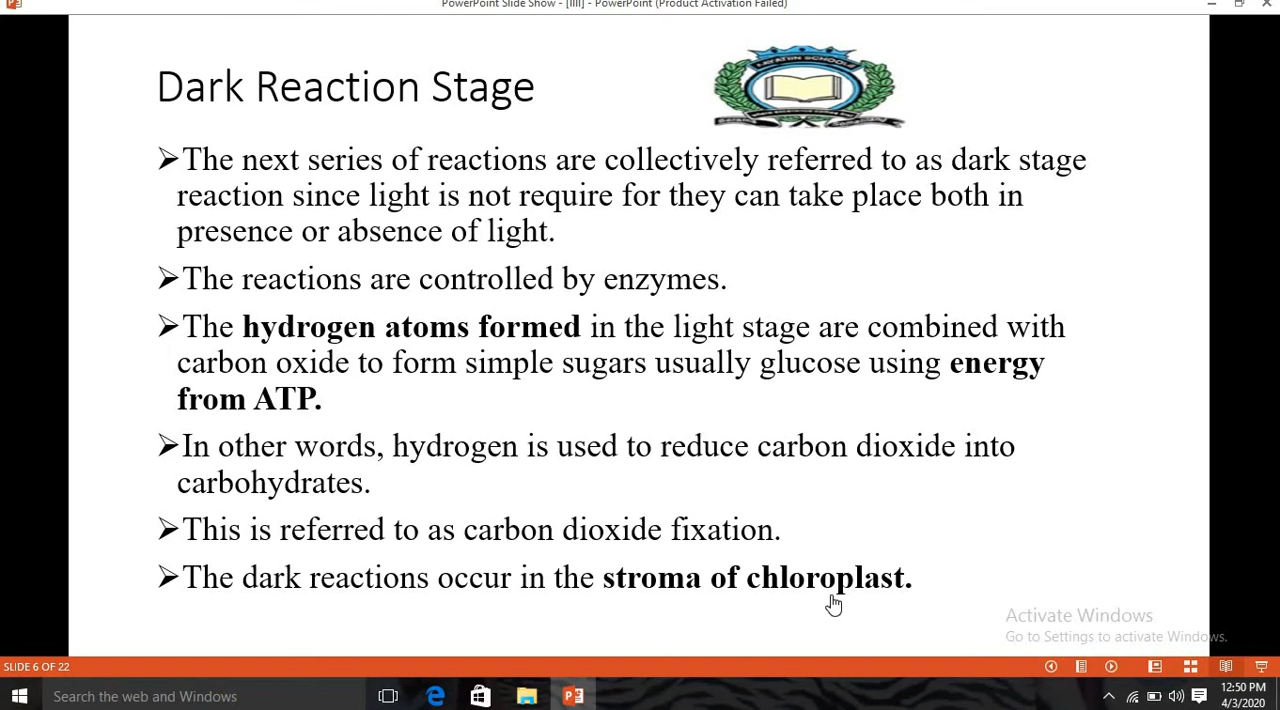 PowerPoint Slide Show - [IIII] - PowerPoint (Product Activation Failed)
Dark Reaction Stage
➢The next series of reactions are collectively referred to as dark stage
reaction since light is not require for they can take place both in
presence or absence of light.
➢The reactions are controlled by enzymes.
➢The hydrogen atoms formed in the light stage are combined with
carbon oxide to form simple sugars usually glucose using energy
from ATP.
➢In other words, hydrogen is used to reduce carbon dioxide into
carbohydrates.
➢This is referred to as carbon dioxide fixation.
➢The dark reactions occur in the stroma of chloroplast.
Activate Windows
Go to Settings to activate Windows.
SLIDE 6 OF 22
Search the web and Windows
12:50 PM
4/3/2020